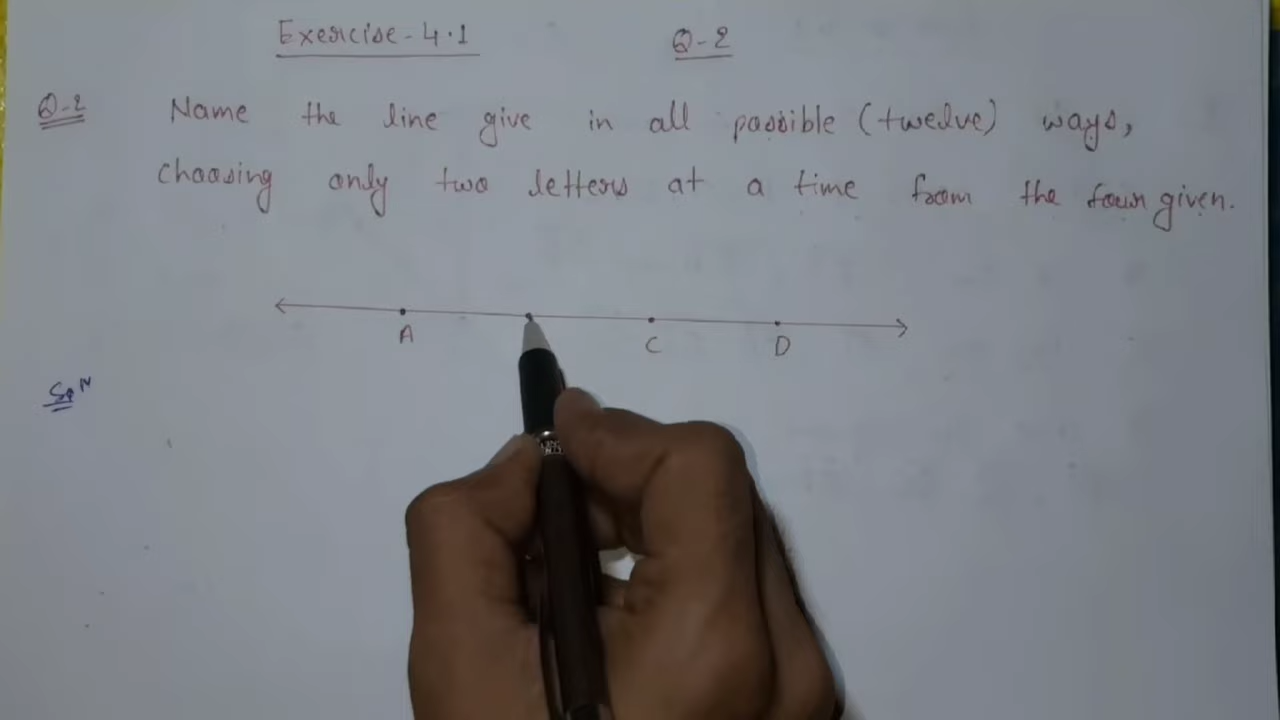 Exercise-4.1 Q-2
Q-2 Name the line give in all possible (twelve) ways,
choosing only two letters at a time from the four given.
A C D
Solⁿ